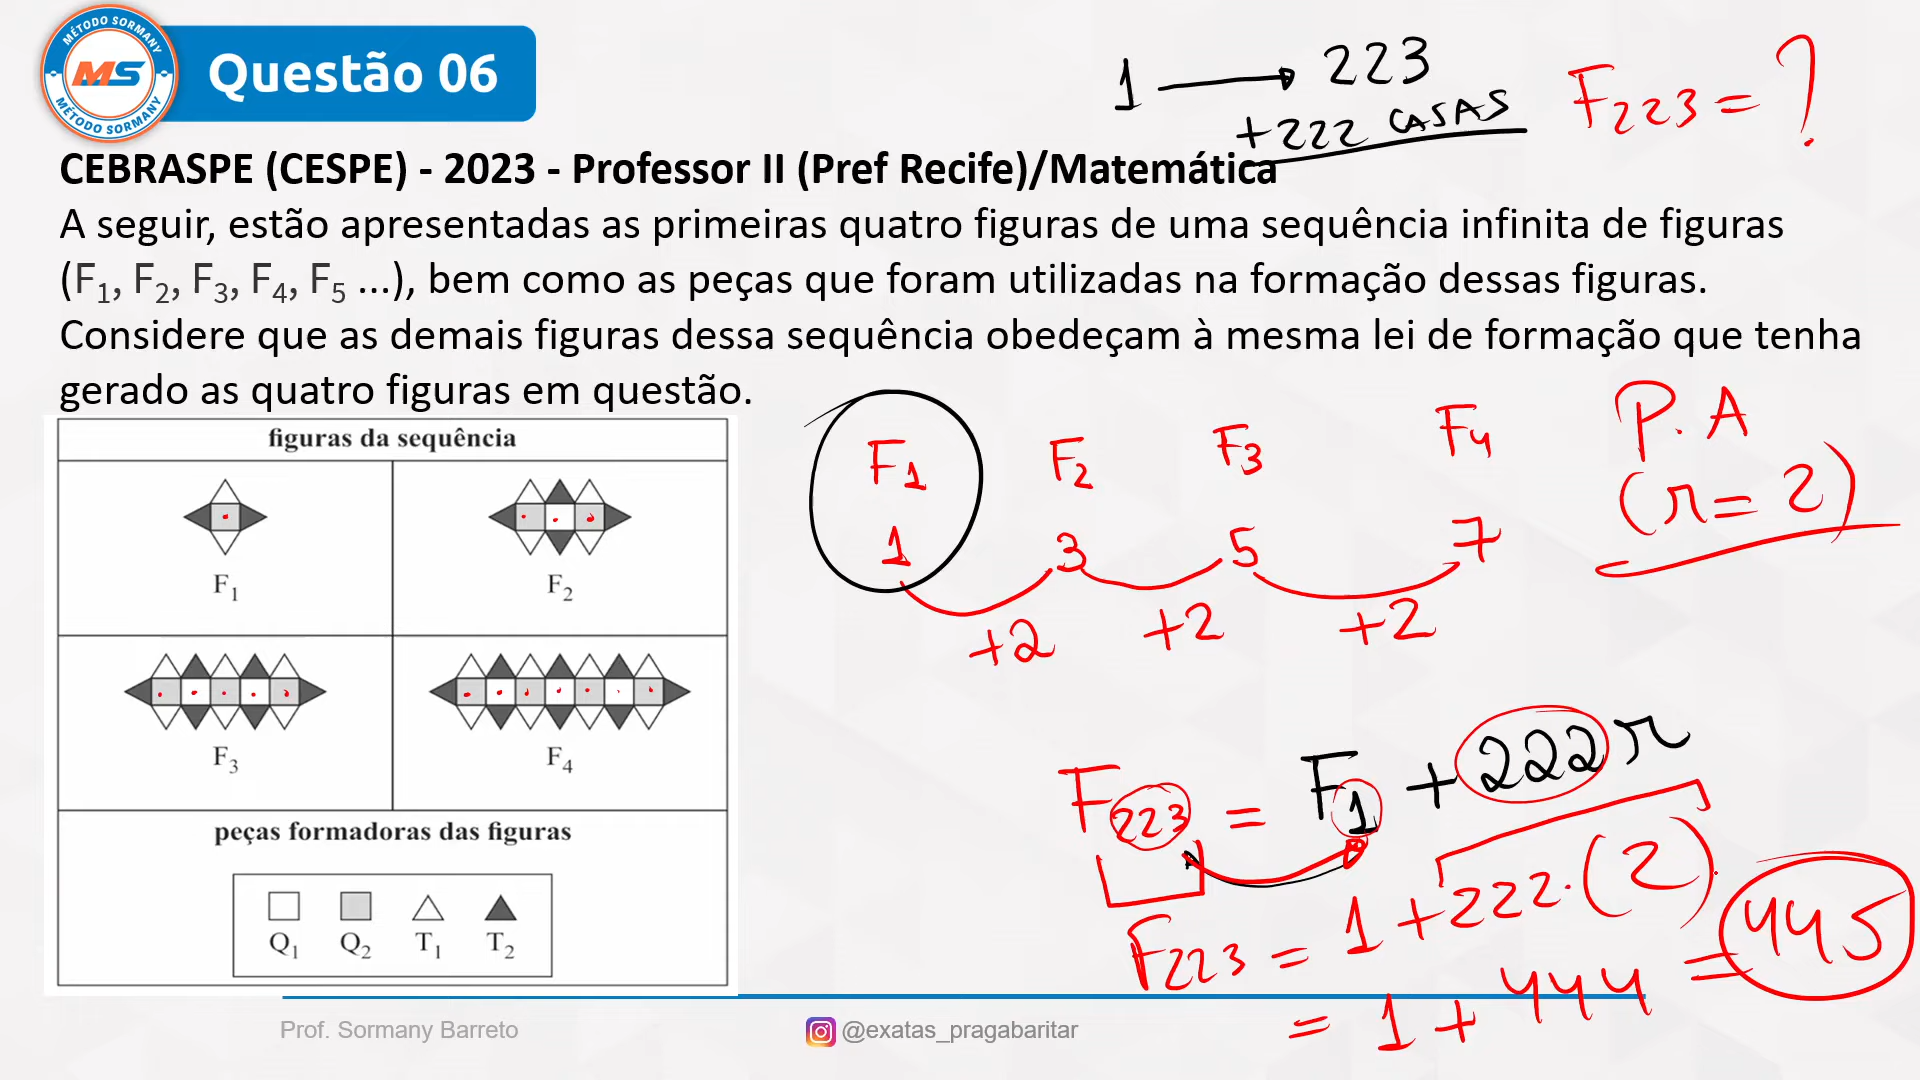 MÉTODO SORMANY
MS
MÉTODO SORMANY
Questão 06
1 → 223
+222 CASAS
F₂₂₃ = ?
CEBRASPE (CESPE) - 2023 - Professor II (Pref Recife)/Matemática
A seguir, estão apresentadas as primeiras quatro figuras de uma sequência infinita de figuras
(F₁, F₂, F₃, F₄, F₅ ...), bem como as peças que foram utilizadas na formação dessas figuras.
Considere que as demais figuras dessa sequência obedeçam à mesma lei de formação que tenha
gerado as quatro figuras em questão.
figuras da sequência
F₁ F₂
F₃ F₄
peças formadoras das figuras
Q₁ Q₂ T₁ T₂
F₁ F₂ F₃ F₄
1 3 5 7
+2 +2 +2
P.A
(r=2)
F₂₂₃ = F₁ + 222r
F₂₂₃ = 1 + 222.(2)
= 1 + 444 = 445
Prof. Sormany Barreto
@exatas_pragabaritar